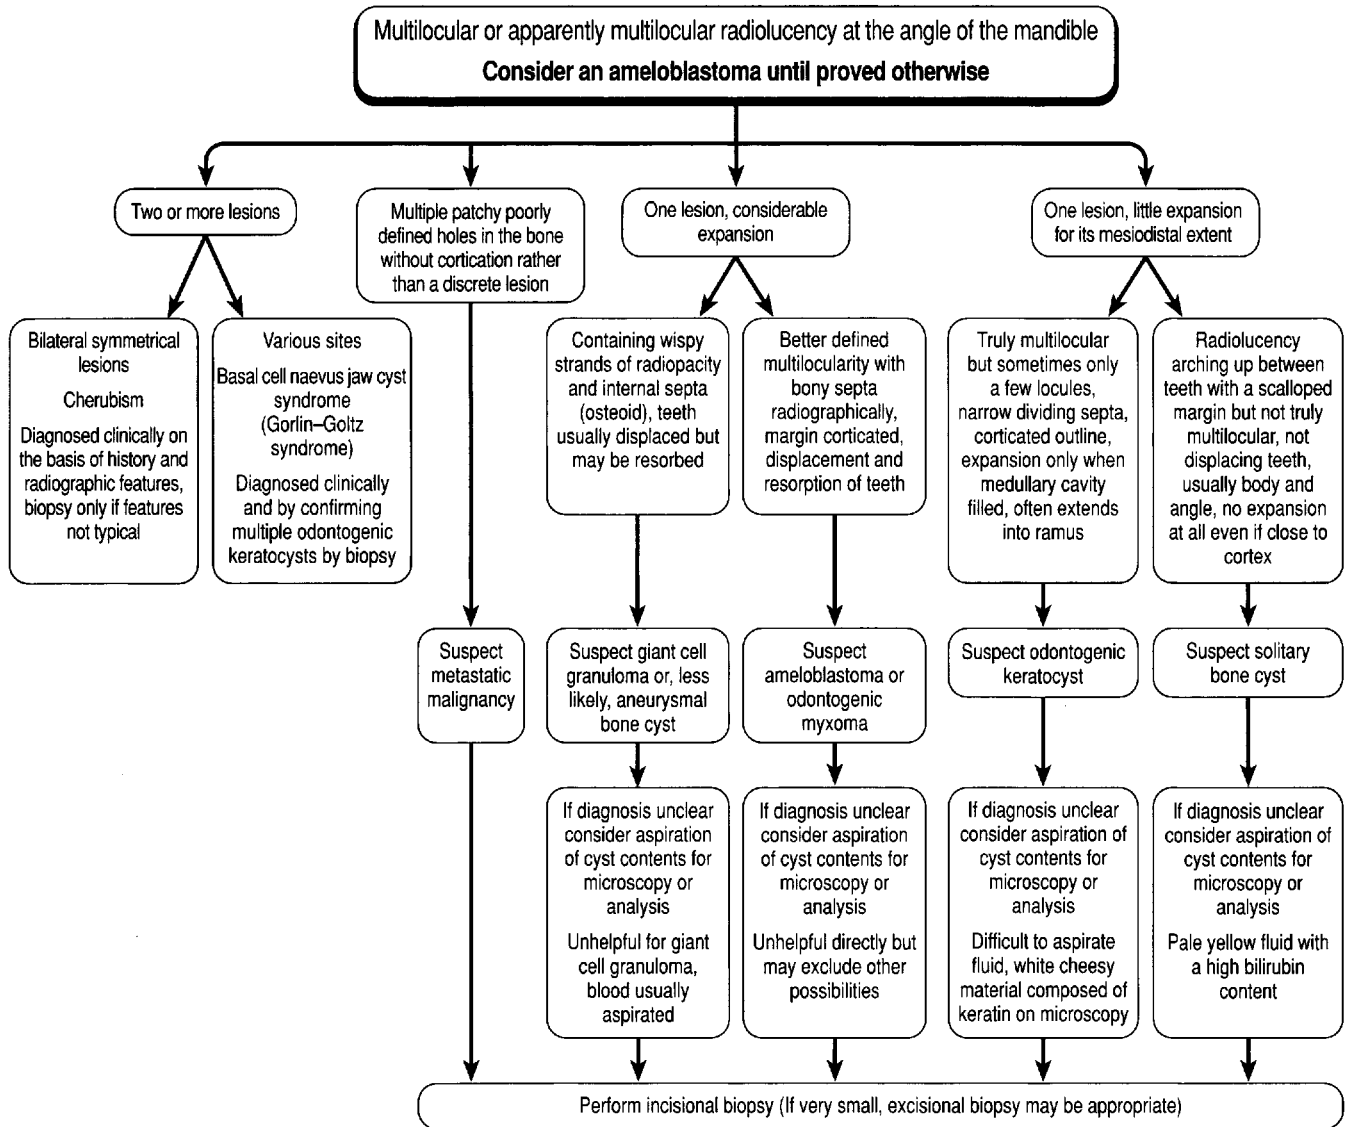 Multilocular or apparently multilocular radiolucency at the angle of the mandible
Consider an ameloblastoma until proved otherwise
Two or more lesions
Multiple patchy poorly
defined holes in the bone
without cortication rather
than a discrete lesion
One lesion, considerable
expansion
One lesion, little expansion
for its mesiodistal extent
Bilateral symmetrical
lesions
Cherubism
Diagnosed clinically on
the basis of history and
radiographic features,
biopsy only if features
not typical
Various sites
Basal cell naevus jaw cyst
syndrome
(Gorlin–Goltz
syndrome)
Diagnosed clinically
and by confirming
multiple odontogenic
keratocysts by biopsy
Containing wispy
strands of radiopacity
and internal septa
(osteoid), teeth
usually displaced but
may be resorbed
Better defined
multilocularity with
bony septa
radiographically,
margin corticated,
displacement and
resorption of teeth
Truly multilocular
but sometimes only
a few locules,
narrow dividing septa,
corticated outline,
expansion only when
medullary cavity
filled, often extends
into ramus
Radiolucency
arching up between
teeth with a scalloped
margin but not truly
multilocular, not
displacing teeth,
usually body and
angle, no expansion
at all even if close to
cortex
Suspect
metastatic
malignancy
Suspect giant cell
granuloma or, less
likely, aneurysmal
bone cyst
Suspect
ameloblastoma or
odontogenic
myxoma
Suspect odontogenic
keratocyst
Suspect solitary
bone cyst
If diagnosis unclear
consider aspiration
of cyst contents for
microscopy or
analysis
Unhelpful for giant
cell granuloma,
blood usually
aspirated
If diagnosis unclear
consider aspiration
of cyst contents for
microscopy or
analysis
Unhelpful directly but
may exclude other
possibilities
If diagnosis unclear
consider aspiration of
cyst contents for
microscopy or
analysis
Difficult to aspirate
fluid, white cheesy
material composed of
keratin on microscopy
If diagnosis unclear
consider aspiration of
cyst contents for
microscopy or
analysis
Pale yellow fluid with
a high bilirubin
content
Perform incisional biopsy (If very small, excisional biopsy may be appropriate)